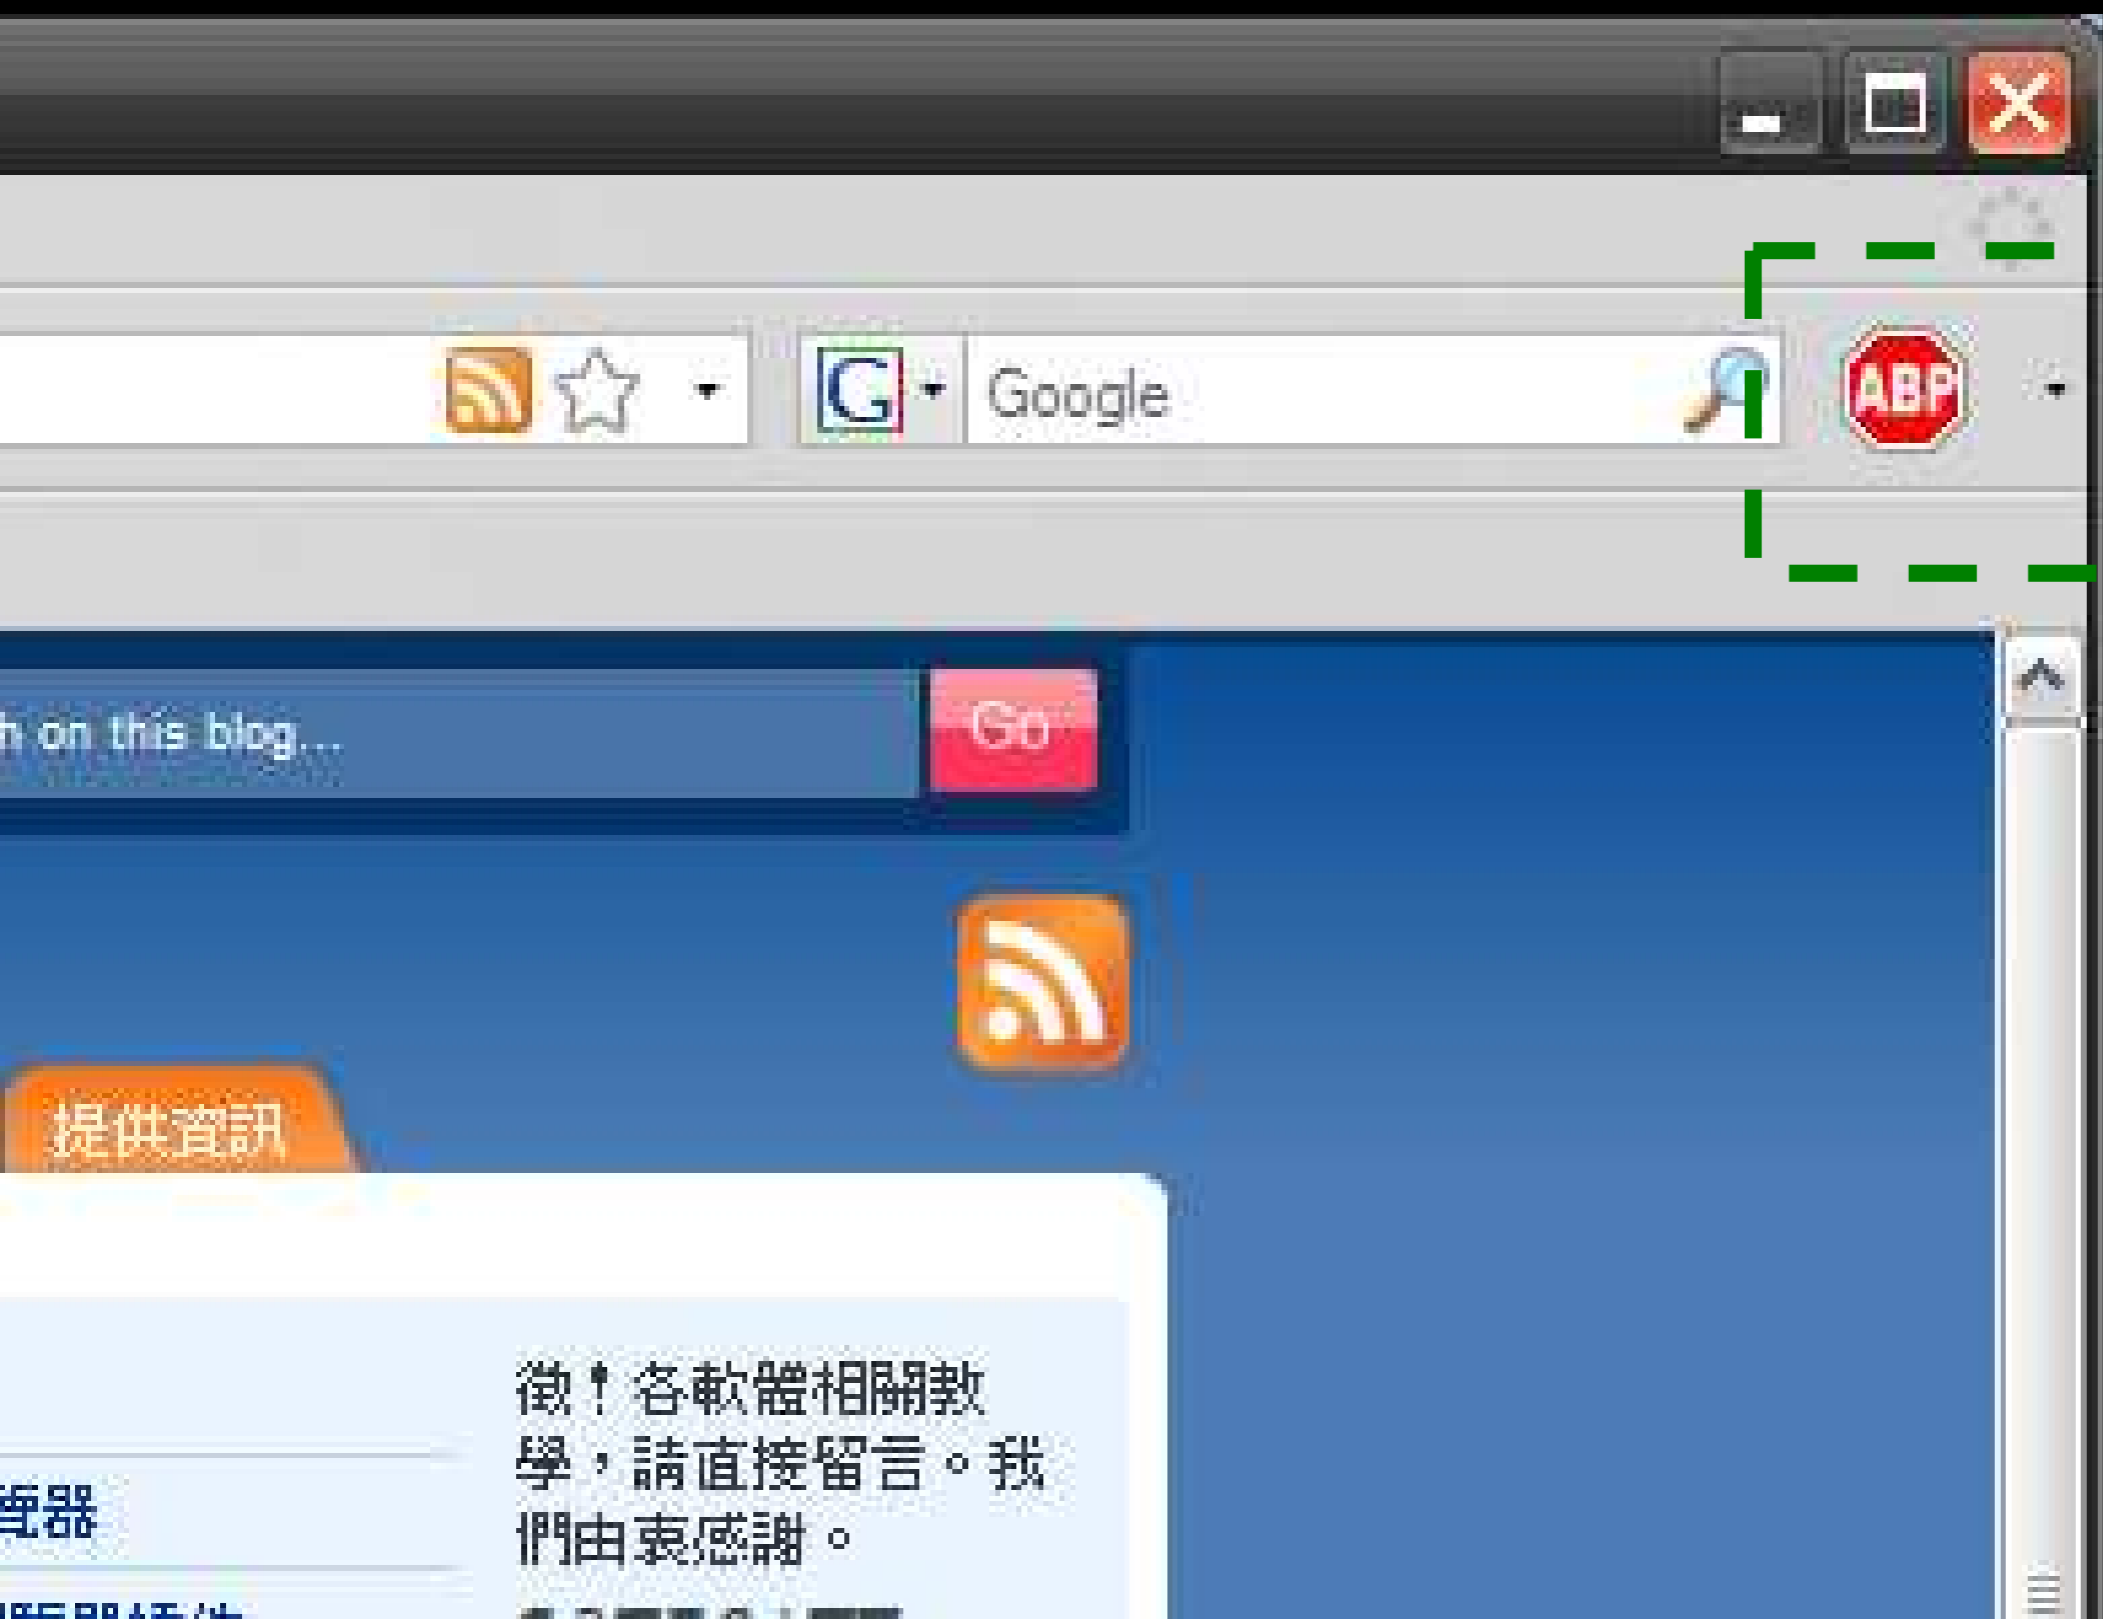 G Google ABP
h on this blog... Go
提供資訊
徵！各軟體相關教
學，請直接留言。我
們由衷感謝。
器